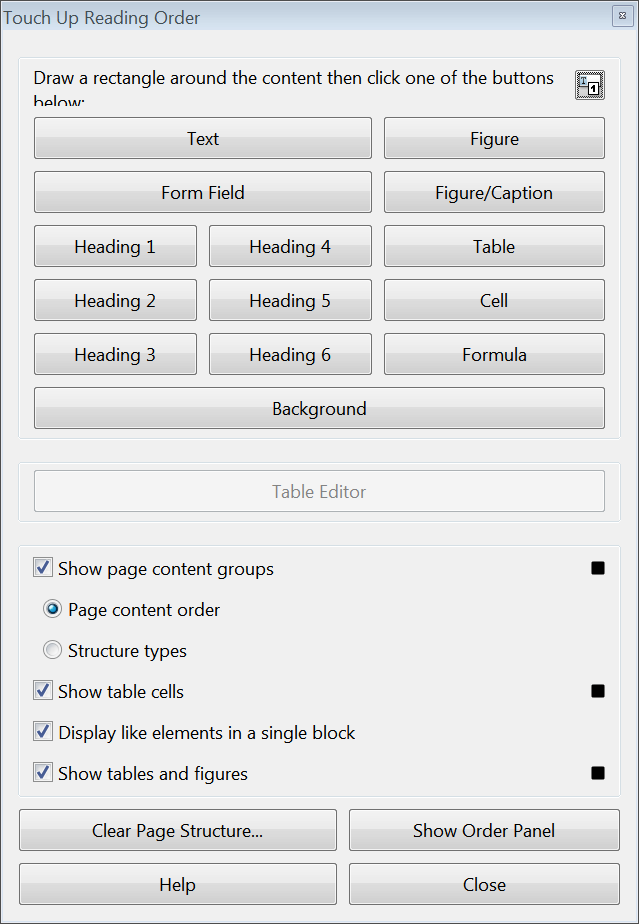 Touch Up Reading Order
Draw a rectangle around the content then click one of the buttons
below:
Text
Figure
Form Field
Figure/Caption
Heading 1
Heading 4
Table
Heading 2
Heading 5
Cell
Heading 3
Heading 6
Formula
Background
Table Editor
Show page content groups
Page content order
Structure types
Show table cells
Display like elements in a single block
Show tables and figures
Clear Page Structure...
Show Order Panel
Help
Close